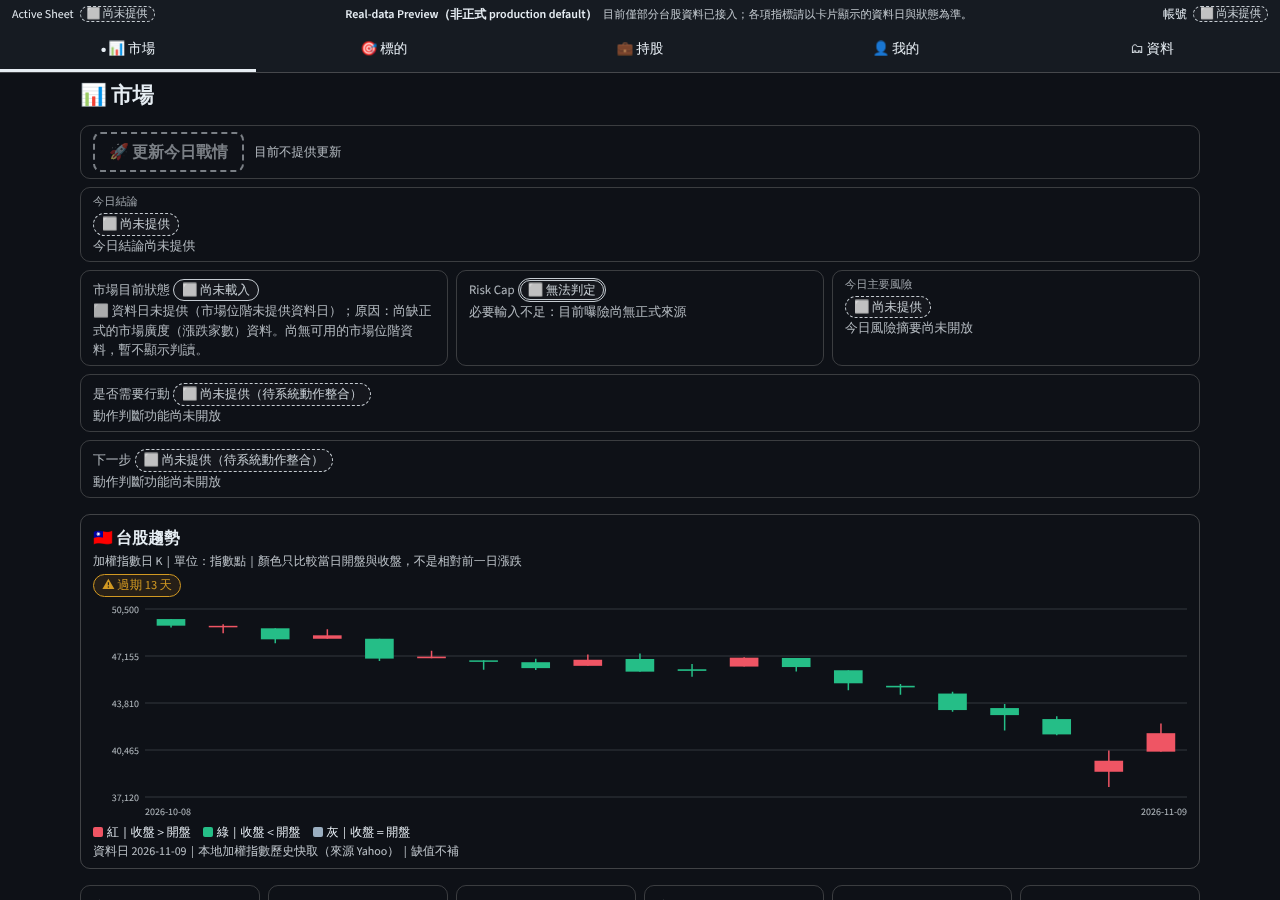 Active Sheet ⬜ 尚未提供
Real-data Preview（非正式 production default） 目前僅部分台股資料已接入；各項指標請以卡片顯示的資料日與狀態為準。
帳號 ⬜ 尚未提供
📊 市場
🎯 標的
💼 持股
👤 我的
🗂 資料
📊 市場
🚀 更新今日戰情 目前不提供更新
今日結論
⬜ 尚未提供
今日結論尚未提供
市場目前狀態 ⬜ 尚未載入
⬜ 資料日未提供（市場位階未提供資料日）；原因：尚缺正
式的市場廣度（漲跌家數）資料。尚無可用的市場位階資
料，暫不顯示判讀。
Risk Cap ⬜ 無法判定
必要輸入不足：目前曝險尚無正式來源
今日主要風險
⬜ 尚未提供
今日風險摘要尚未開放
是否需要行動 ⬜ 尚未提供（待系統動作整合）
動作判斷功能尚未開放
下一步 ⬜ 尚未提供（待系統動作整合）
動作判斷功能尚未開放
🇹🇼 台股趨勢
加權指數日 K｜單位：指數點｜顏色只比較當日開盤與收盤，不是相對前一日漲跌
⚠ 過期 13 天
50,500
47,155
43,810
40,465
37,120
2026-10-08
2026-11-09
紅｜收盤＞開盤 綠｜收盤＜開盤 灰｜收盤＝開盤
資料日 2026-11-09｜本地加權指數歷史快取（來源 Yahoo）｜缺值不補